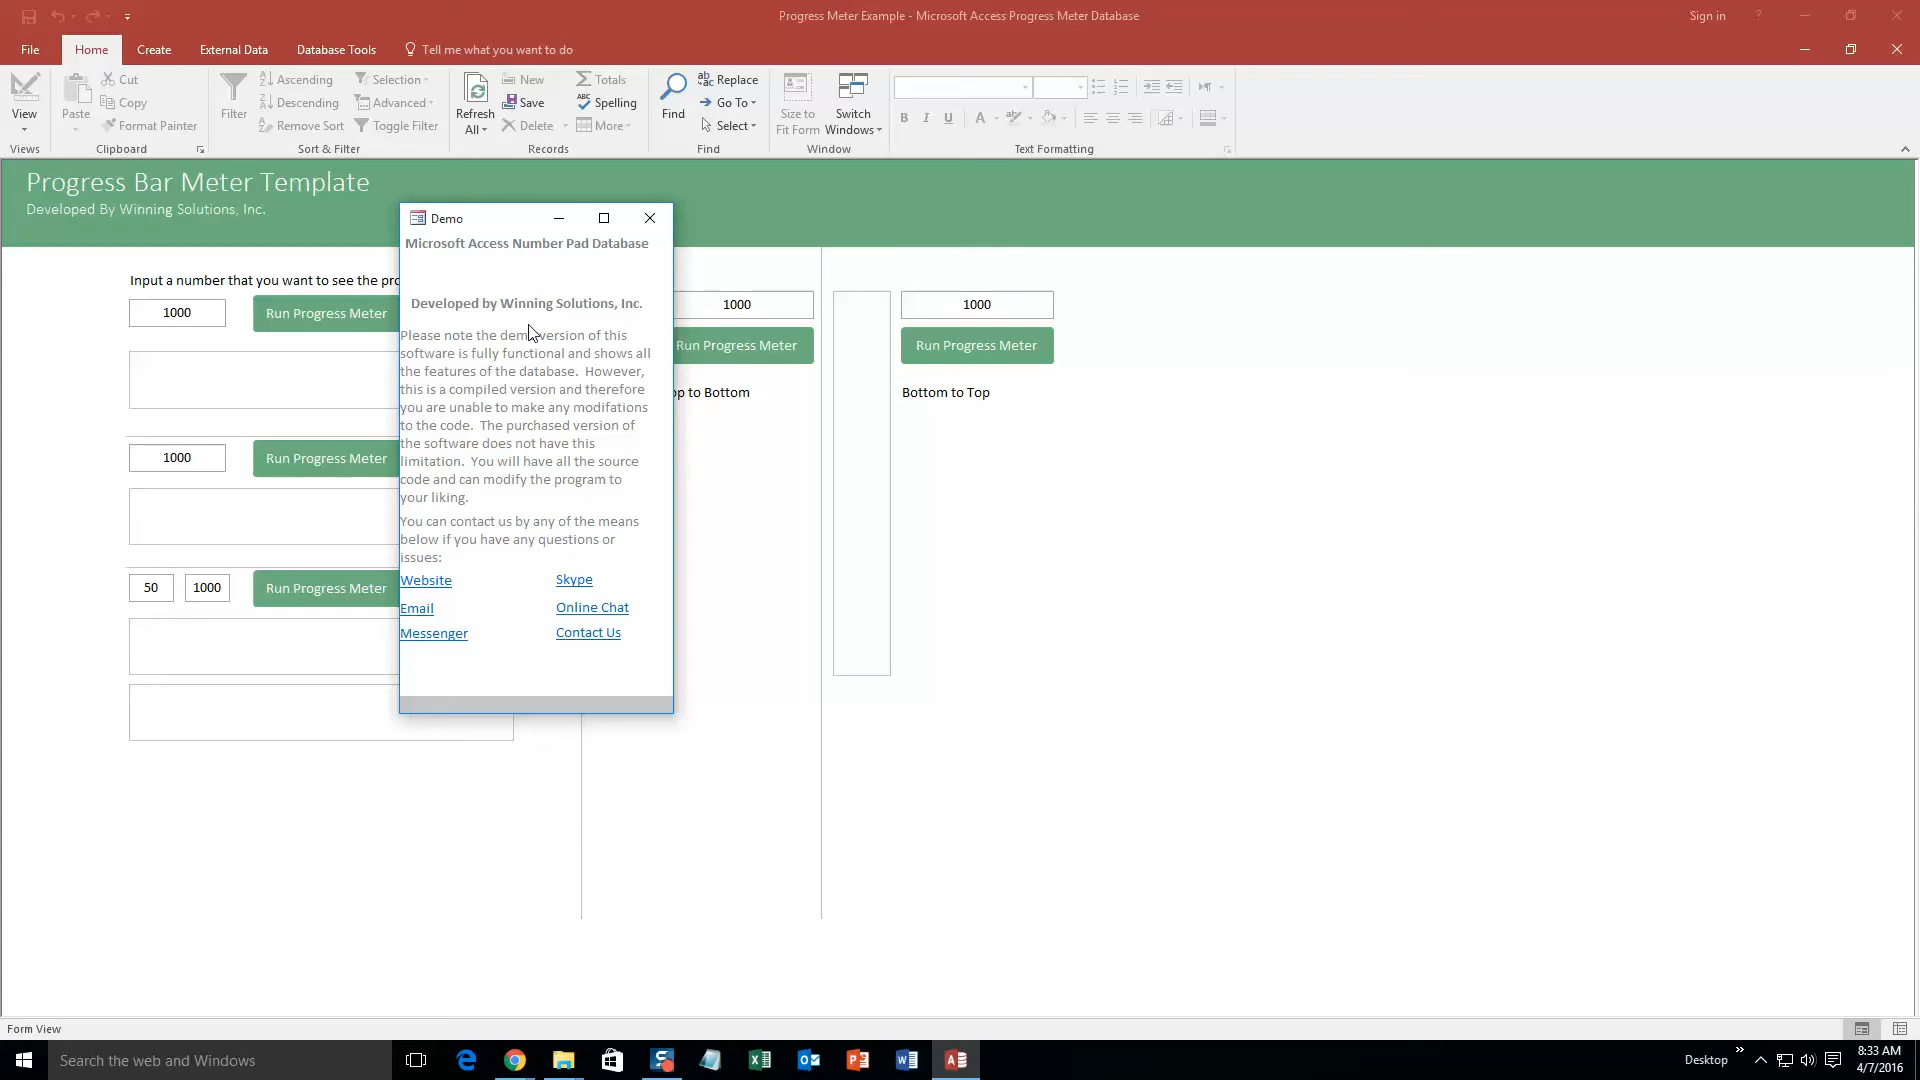 Progress Meter Example - Microsoft Access Progress Meter Database
Sign in
?
File
Home
Create
External Data
Database Tools
Tell me what you want to do
View
Paste
Cut
Copy
Format Painter
Filter
Ascending
Descending
Remove Sort
Selection
Advanced
Toggle Filter
Refresh
All
New
Save
Delete
Totals
Spelling
More
Find
Replace
Go To
Select
Size to
Fit Form
Switch
Windows
B I U A
Views
Clipboard
Sort & Filter
Records
Find
Window
Text Formatting
Progress Bar Meter Template
Developed By Winning Solutions, Inc.
Input a number that you want to see the pro
1000
Run Progress Meter
1000
Run Progress Meter
50
1000
Run Progress Meter
Demo
Microsoft Access Number Pad Database
Developed by Winning Solutions, Inc.
Please note the demo version of this
software is fully functional and shows all
the features of the database. However,
this is a compiled version and therefore
you are unable to make any modifations
to the code. The purchased version of
the software does not have this
limitation. You will have all the source
code and can modify the program to
your liking.
You can contact us by any of the means
below if you have any questions or
issues:
Website
Skype
Email
Online Chat
Messenger
Contact Us
1000
Run Progress Meter
op to Bottom
1000
Run Progress Meter
Bottom to Top
Form View
Search the web and Windows
Desktop
8:33 AM
4/7/2016